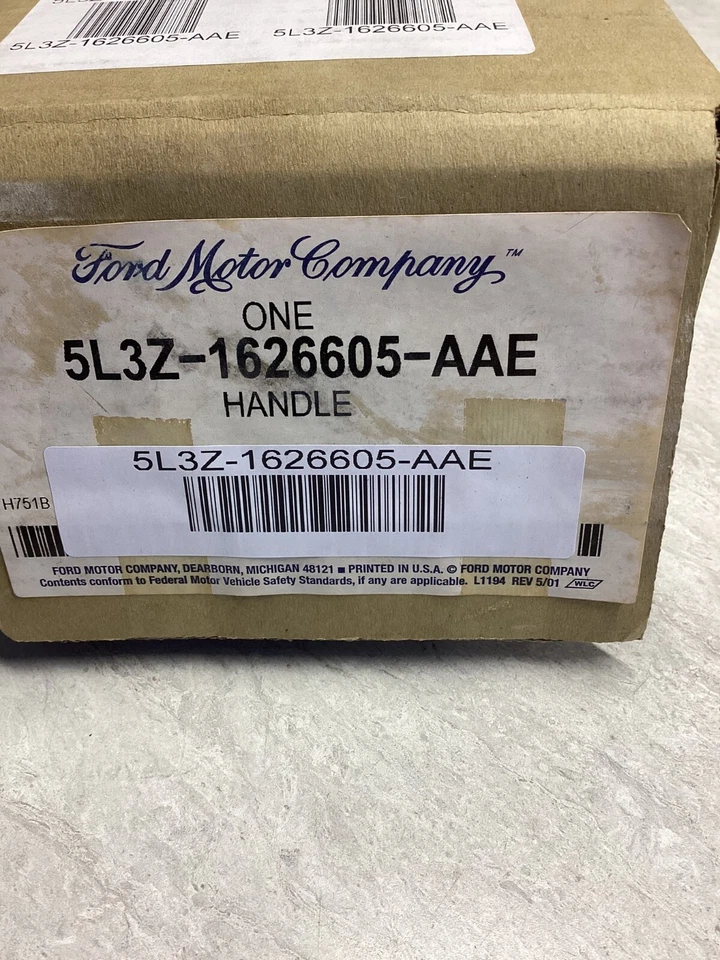 5L3Z-1626605-AAE 5L3Z-1626605-AAE
Ford Motor Company™
ONE
5L3Z-1626605-AAE
HANDLE
5L3Z-1626605-AAE
H751B
FORD MOTOR COMPANY, DEARBORN, MICHIGAN 48121 ■ PRINTED IN U.S.A. © FORD MOTOR COMPANY
Contents conform to Federal Motor Vehicle Safety Standards, if any are applicable. L1194 REV 5/01 WLC